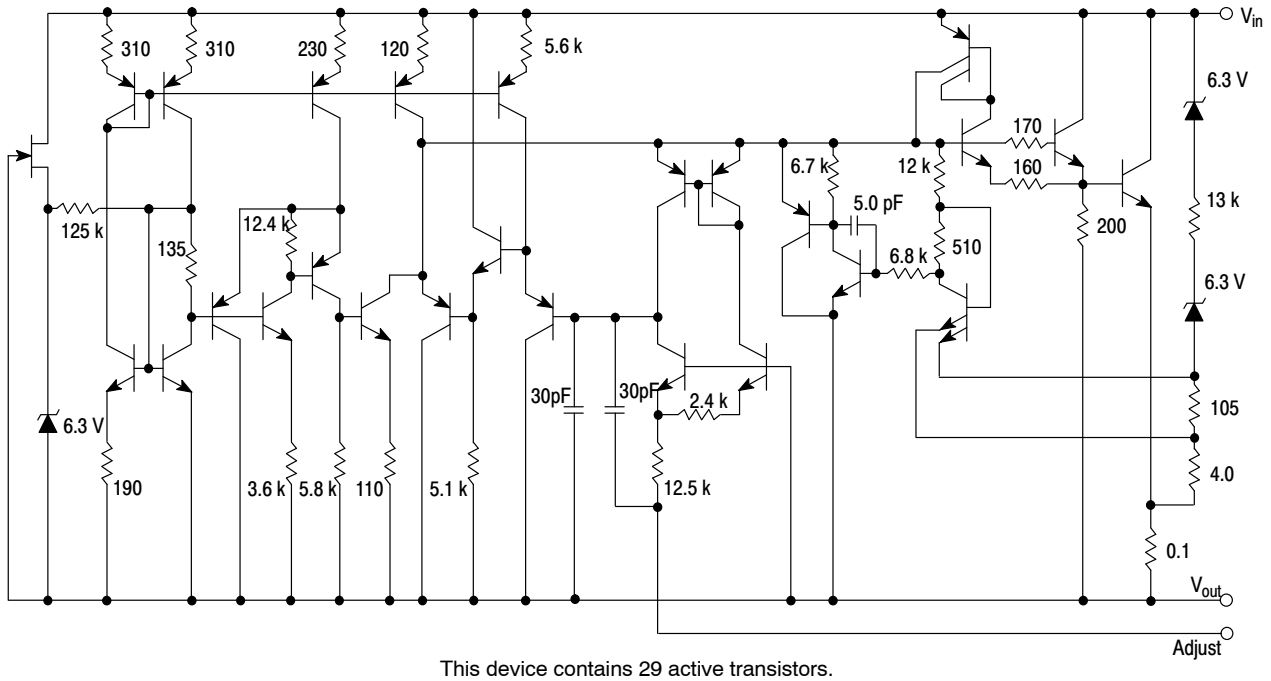 V_in
310
310
230
120
5.6 k
6.3 V
170
6.7 k
12 k
160
13 k
5.0 pF
200
125 k
12.4 k
135
6.8 k
510
6.3 V
30pF
30pF
2.4 k
105
6.3 V
190
3.6 k
5.8 k
110
5.1 k
12.5 k
4.0
0.1
V_out
Adjust
This device contains 29 active transistors.